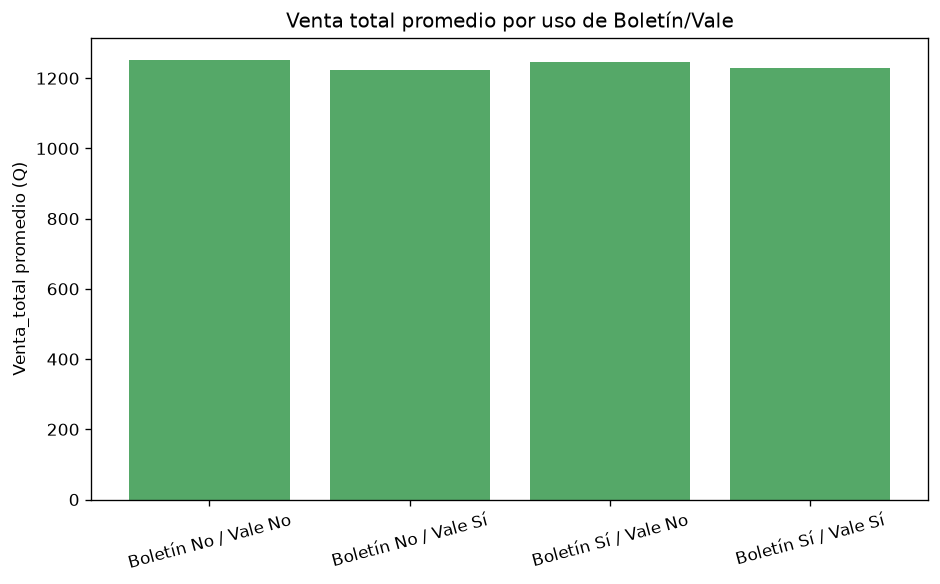 Venta total promedio por uso de Boletín/Vale
Venta_total promedio (Q)
1200
1000
800
600
400
200
0
Boletín No / Vale No
Boletín No / Vale Sí
Boletín Sí / Vale No
Boletín Sí / Vale Sí